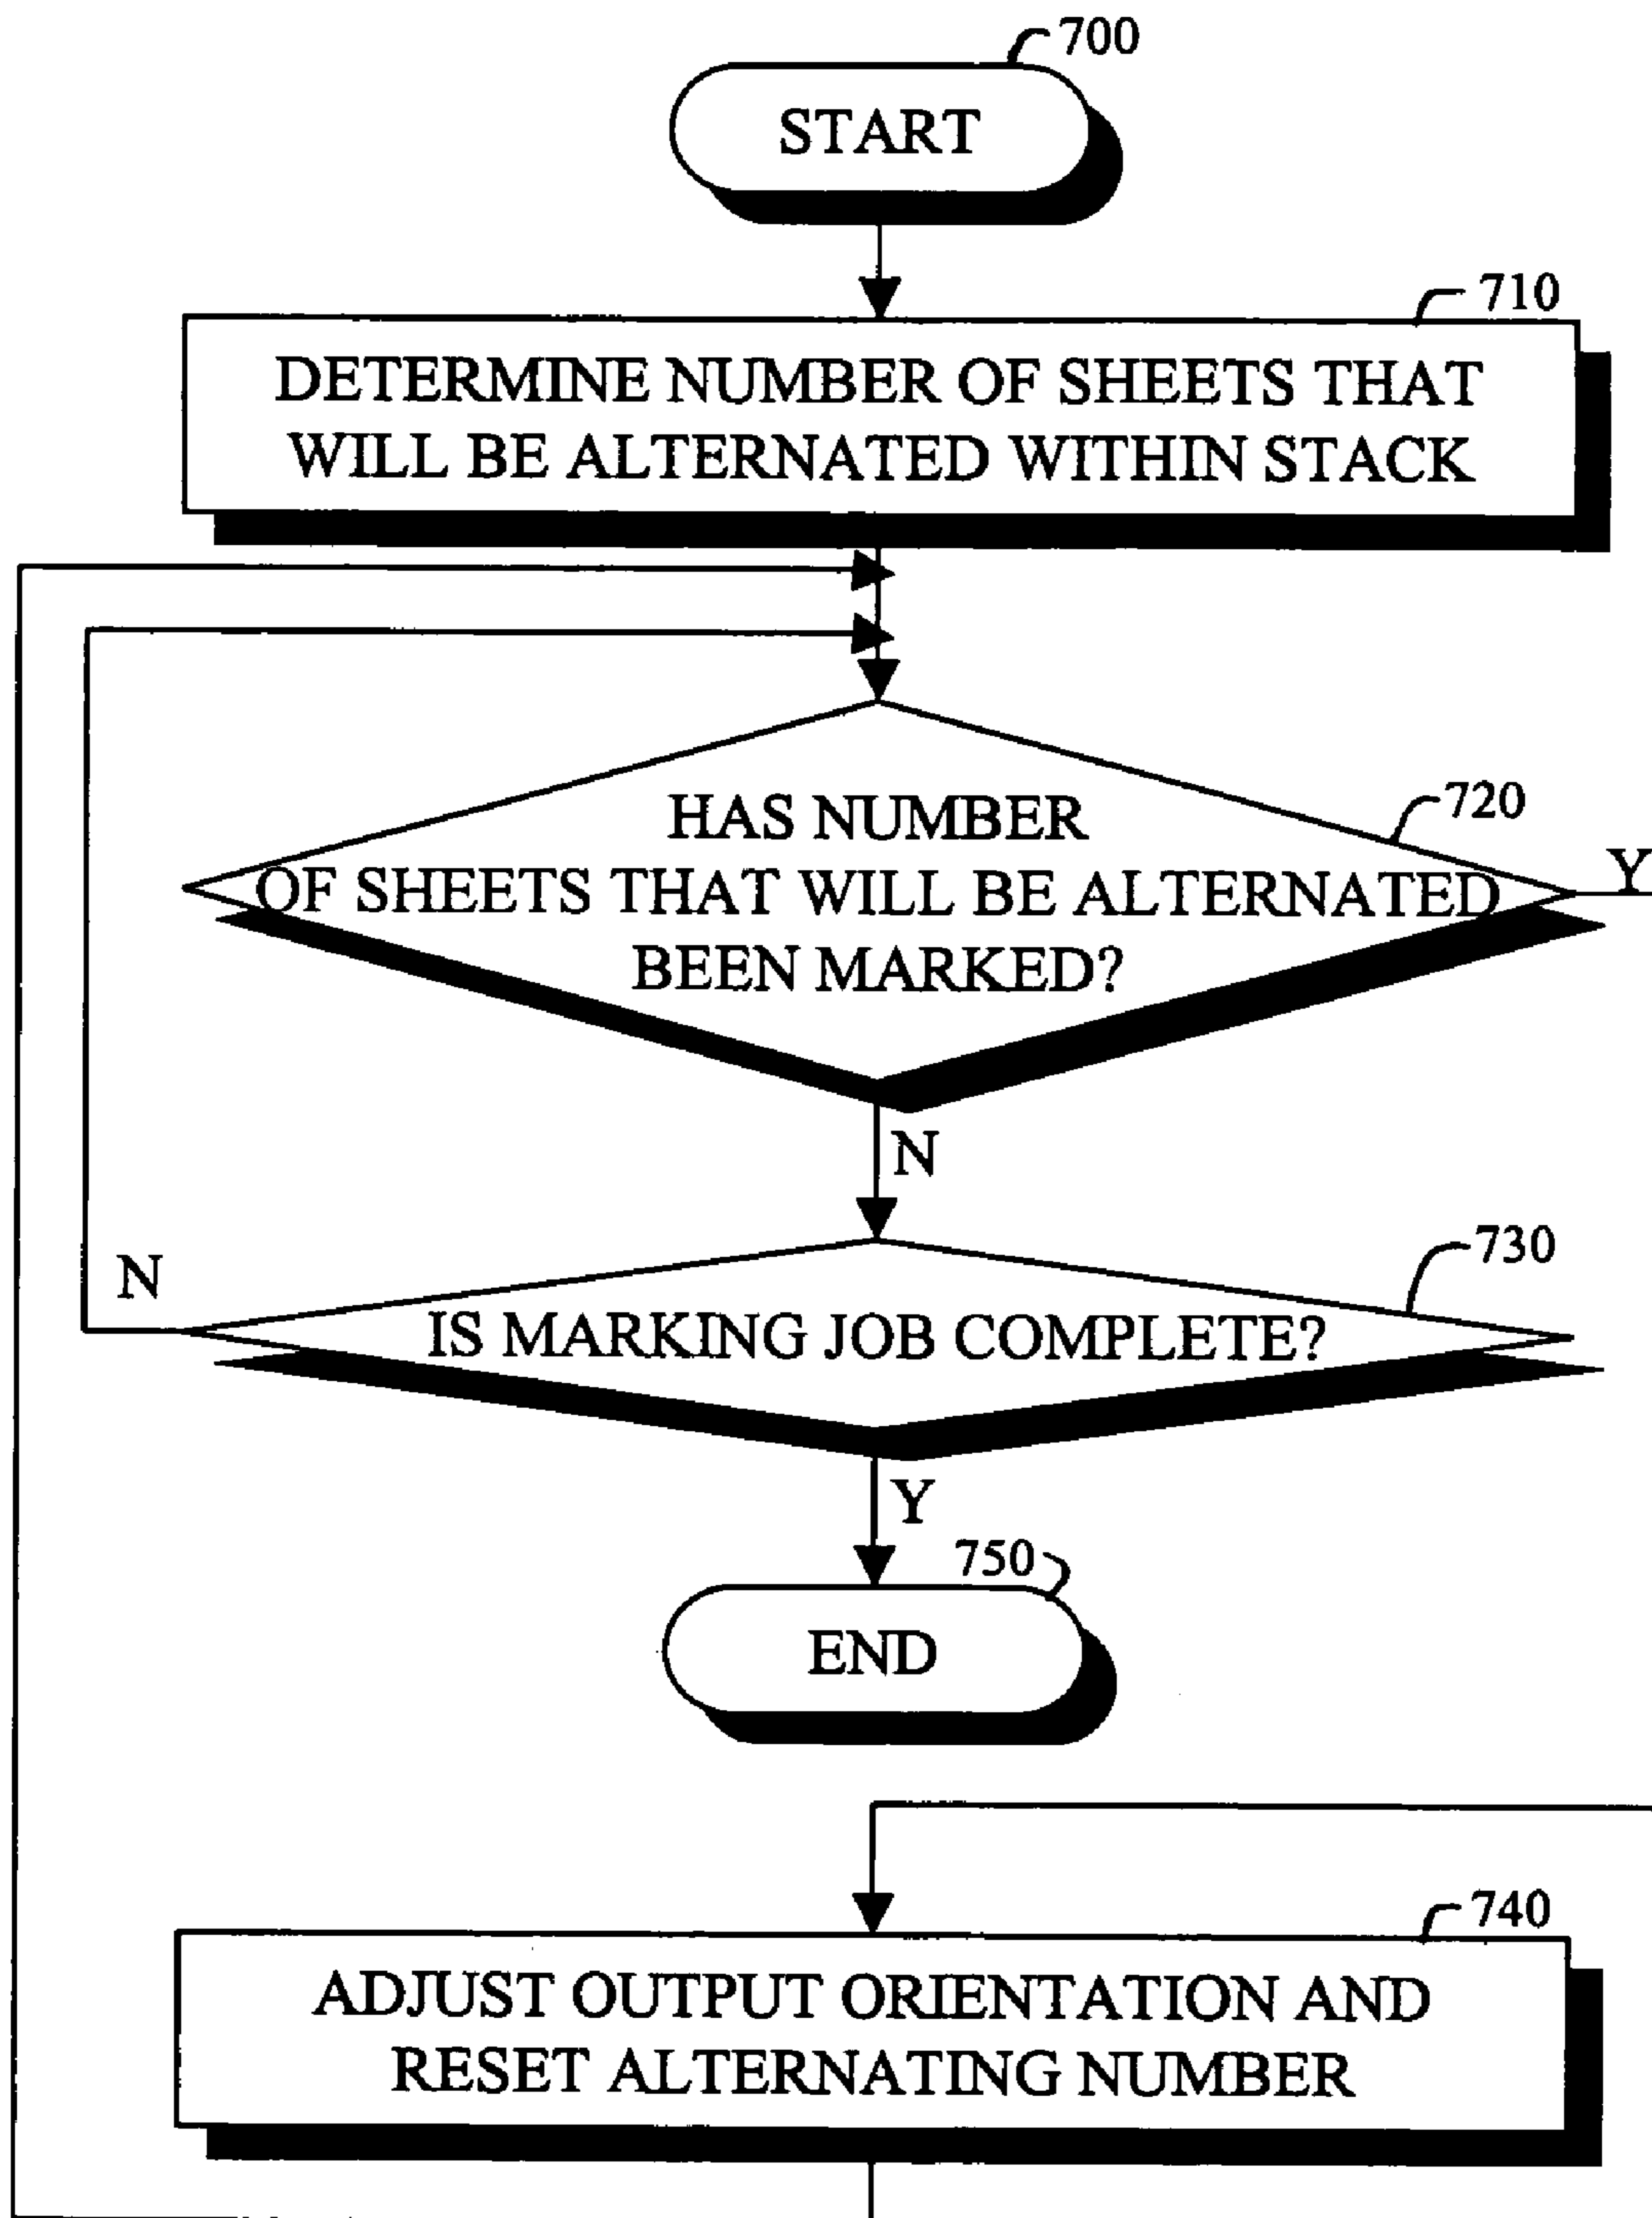 700
START
710
DETERMINE NUMBER OF SHEETS THAT
WILL BE ALTERNATED WITHIN STACK
720
HAS NUMBER
OF SHEETS THAT WILL BE ALTERNATED
BEEN MARKED?
Y
N
730
N
IS MARKING JOB COMPLETE?
Y
750
END
740
ADJUST OUTPUT ORIENTATION AND
RESET ALTERNATING NUMBER